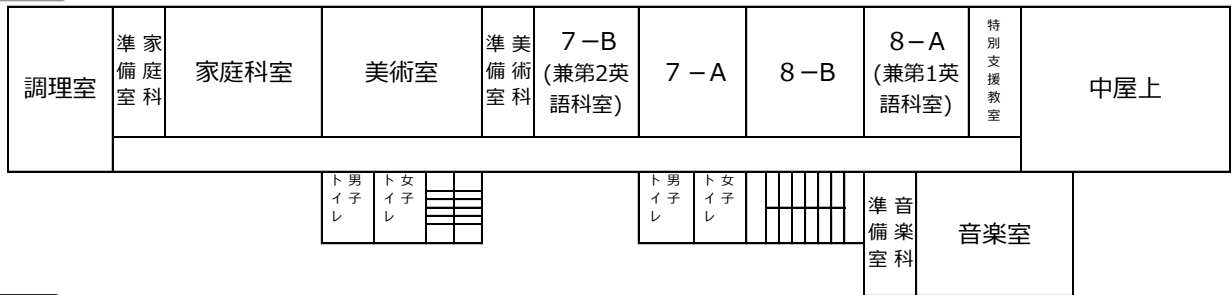 調理室
家庭科
準備室
家庭科室
美術室
美術科
準備室
7－B
(兼第2英
語科室)
7－A
8－B
8－A
(兼第1英
語科室)
特別支援教室
中屋上
男子
トイレ
女子
トイレ
男子
トイレ
女子
トイレ
音楽科
準備室
音楽室